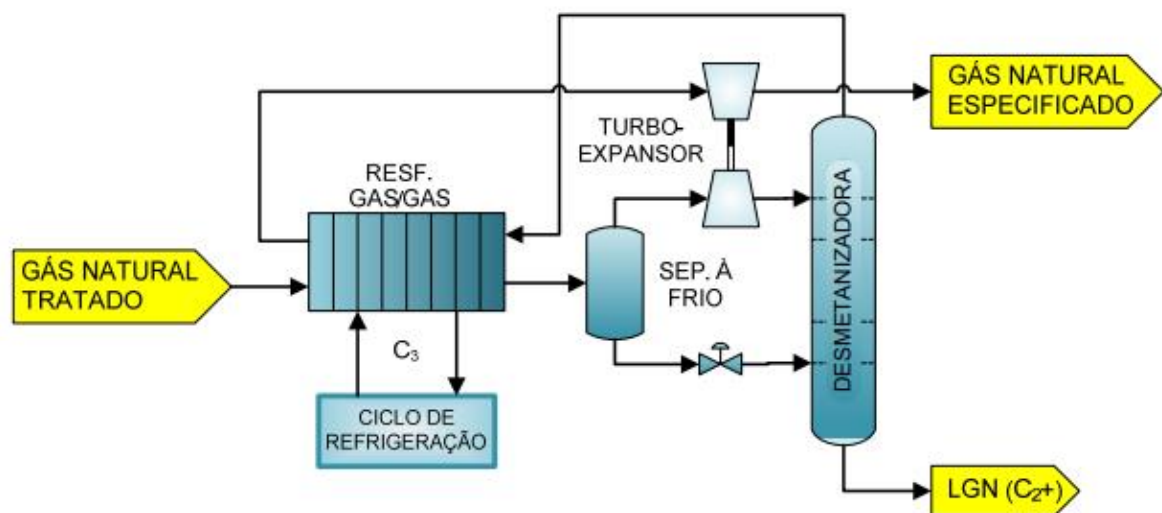 GÁS NATURAL
ESPECIFICADO
TURBO-
EXPANSOR
RESF.
GAS/GAS
DESMETANIZADORA
GÁS NATURAL
TRATADO
SEP. À
FRIO
C₃
CICLO DE
REFRIGERAÇÃO
LGN (C₂+)